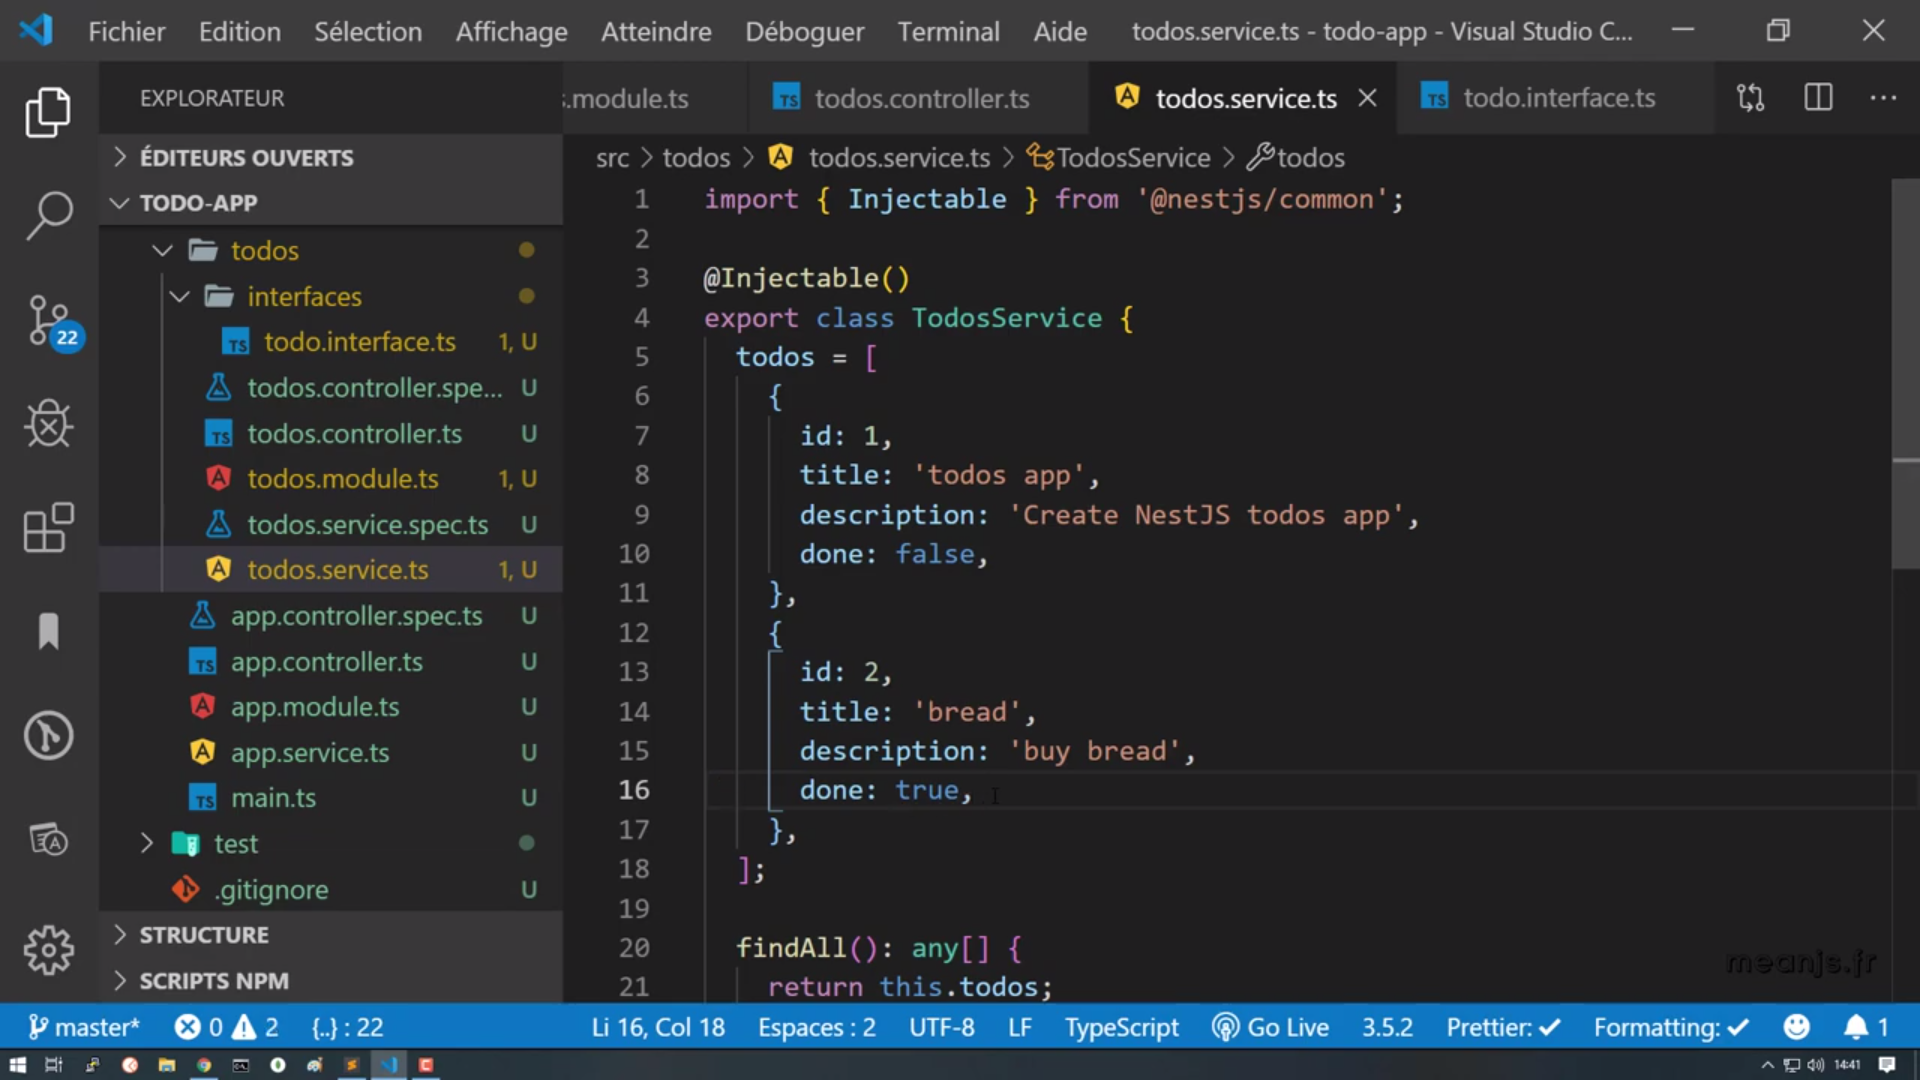 Fichier Edition Sélection Affichage Atteindre Déboguer Terminal Aide todos.service.ts - todo-app - Visual Studio C...
EXPLORATEUR
ÉDITEURS OUVERTS
TODO-APP
todos
interfaces
TS todo.interface.ts 1, U
todos.controller.spe... U
TS todos.controller.ts U
todos.module.ts 1, U
todos.service.spec.ts U
todos.service.ts 1, U
app.controller.spec.ts U
TS app.controller.ts U
app.module.ts U
app.service.ts U
TS main.ts U
test
.gitignore U
STRUCTURE
SCRIPTS NPM
22
s.module.ts TS todos.controller.ts todos.service.ts TS todo.interface.ts
src > todos > todos.service.ts > TodosService > todos
1 import { Injectable } from '@nestjs/common';
2
3 @Injectable()
4 export class TodosService {
5 todos = [
6 {
7 id: 1,
8 title: 'todos app',
9 description: 'Create NestJS todos app',
10 done: false,
11 },
12 {
13 id: 2,
14 title: 'bread',
15 description: 'buy bread',
16 done: true,
17 },
18 ];
19
20 findAll(): any[] {
21 return this.todos;
meanjs.fr
master* 0 2 {..} : 22 Li 16, Col 18 Espaces : 2 UTF-8 LF TypeScript Go Live 3.5.2 Prettier: ✓ Formatting: ✓ 1
14:41